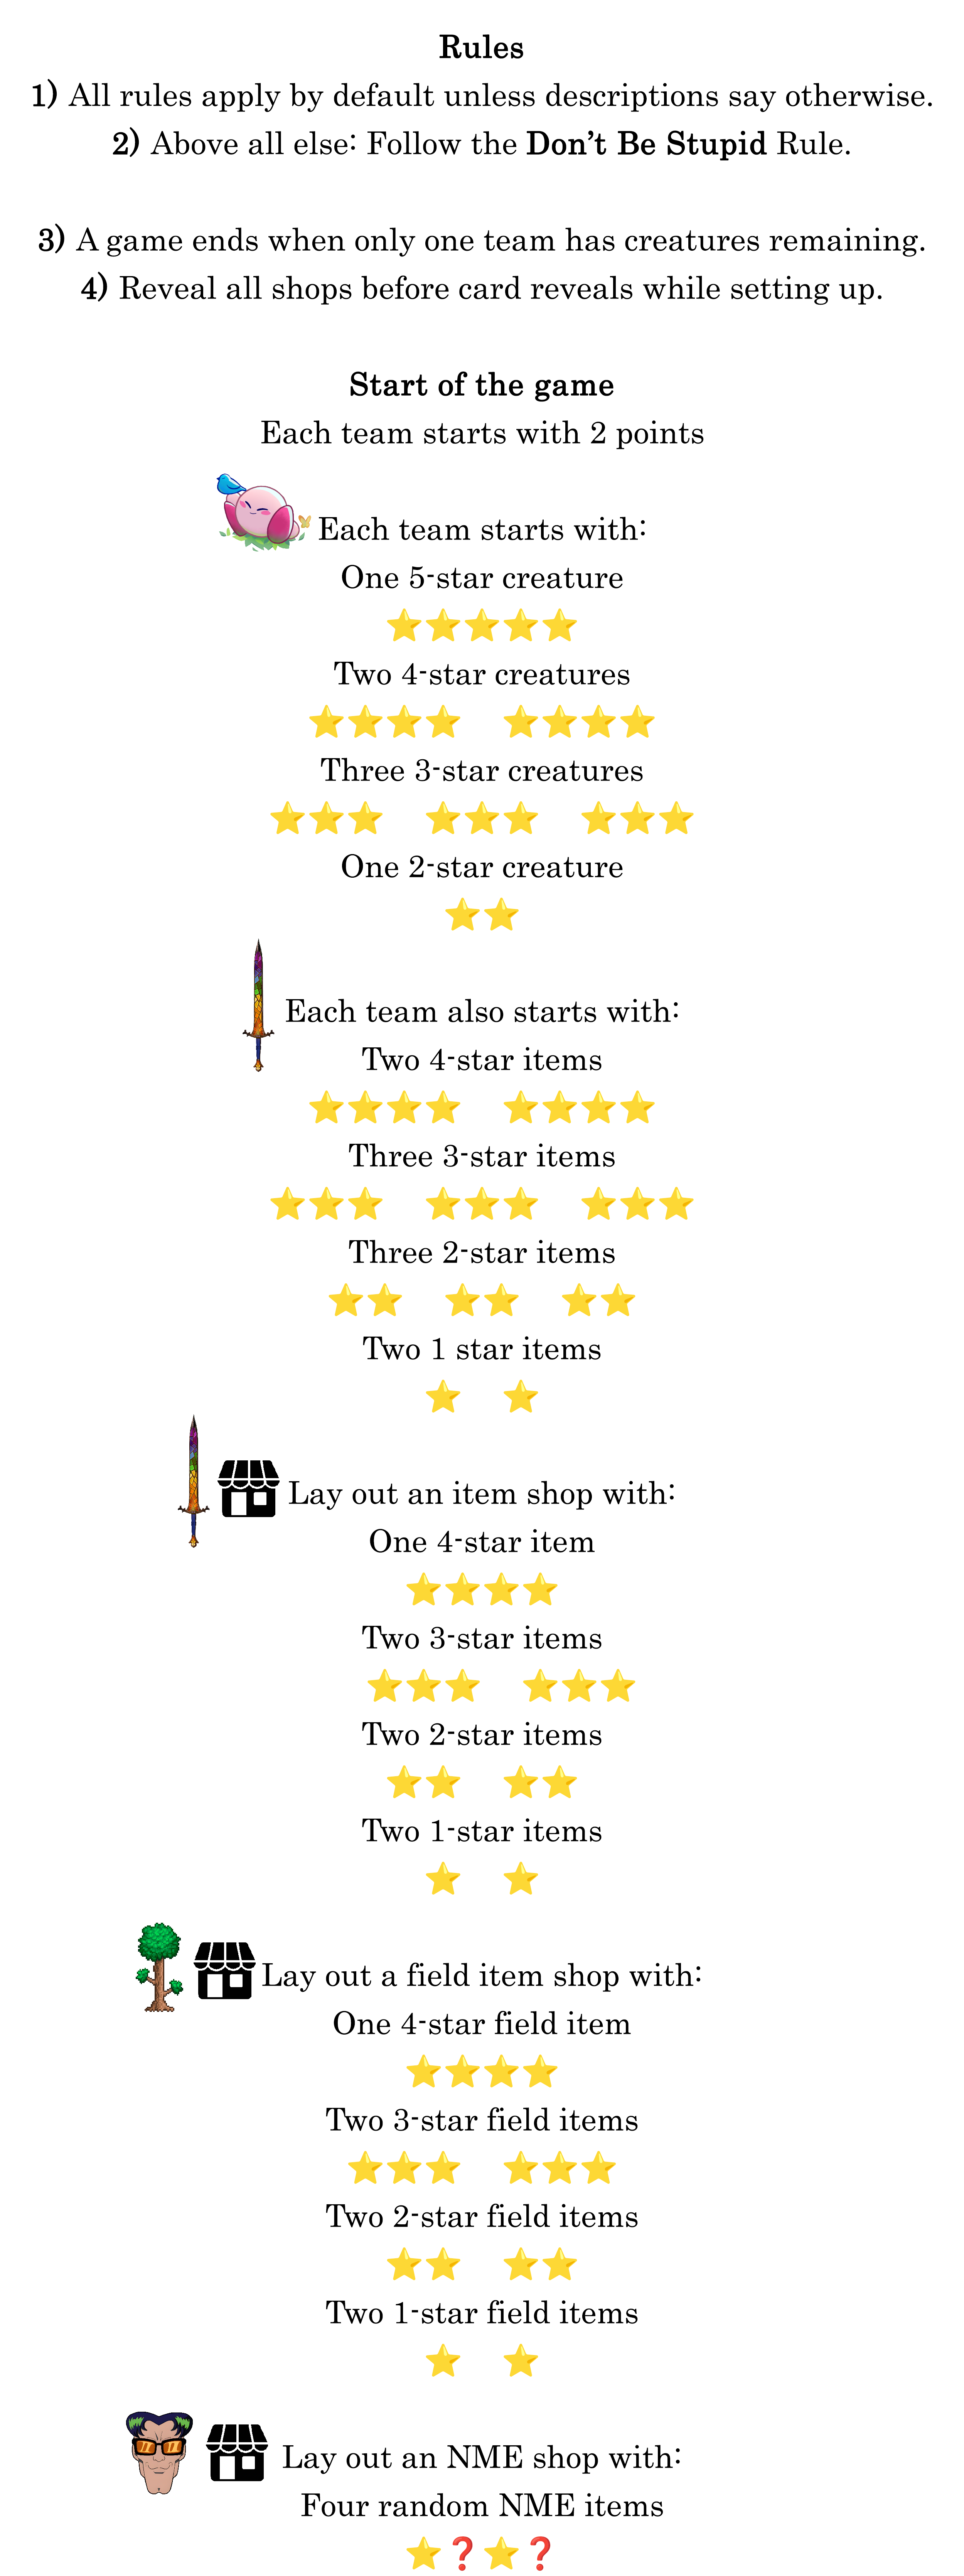 Rules
1) All rules apply by default unless descriptions say otherwise.
2) Above all else: Follow the Don’t Be Stupid Rule.
3) A game ends when only one team has creatures remaining.
4) Reveal all shops before card reveals while setting up.
Start of the game
Each team starts with 2 points
Each team starts with:
One 5-star creature
⭐⭐⭐⭐⭐
Two 4-star creatures
⭐⭐⭐⭐ ⭐⭐⭐⭐
Three 3-star creatures
⭐⭐⭐ ⭐⭐⭐ ⭐⭐⭐
One 2-star creature
⭐⭐
Each team also starts with:
Two 4-star items
⭐⭐⭐⭐ ⭐⭐⭐⭐
Three 3-star items
⭐⭐⭐ ⭐⭐⭐ ⭐⭐⭐
Three 2-star items
⭐⭐ ⭐⭐ ⭐⭐
Two 1 star items
⭐ ⭐
Lay out an item shop with:
One 4-star item
⭐⭐⭐⭐
Two 3-star items
⭐⭐⭐ ⭐⭐⭐
Two 2-star items
⭐⭐ ⭐⭐
Two 1-star items
⭐ ⭐
Lay out a field item shop with:
One 4-star field item
⭐⭐⭐⭐
Two 3-star field items
⭐⭐⭐ ⭐⭐⭐
Two 2-star field items
⭐⭐ ⭐⭐
Two 1-star field items
⭐ ⭐
Lay out an NME shop with:
Four random NME items
⭐❓⭐❓